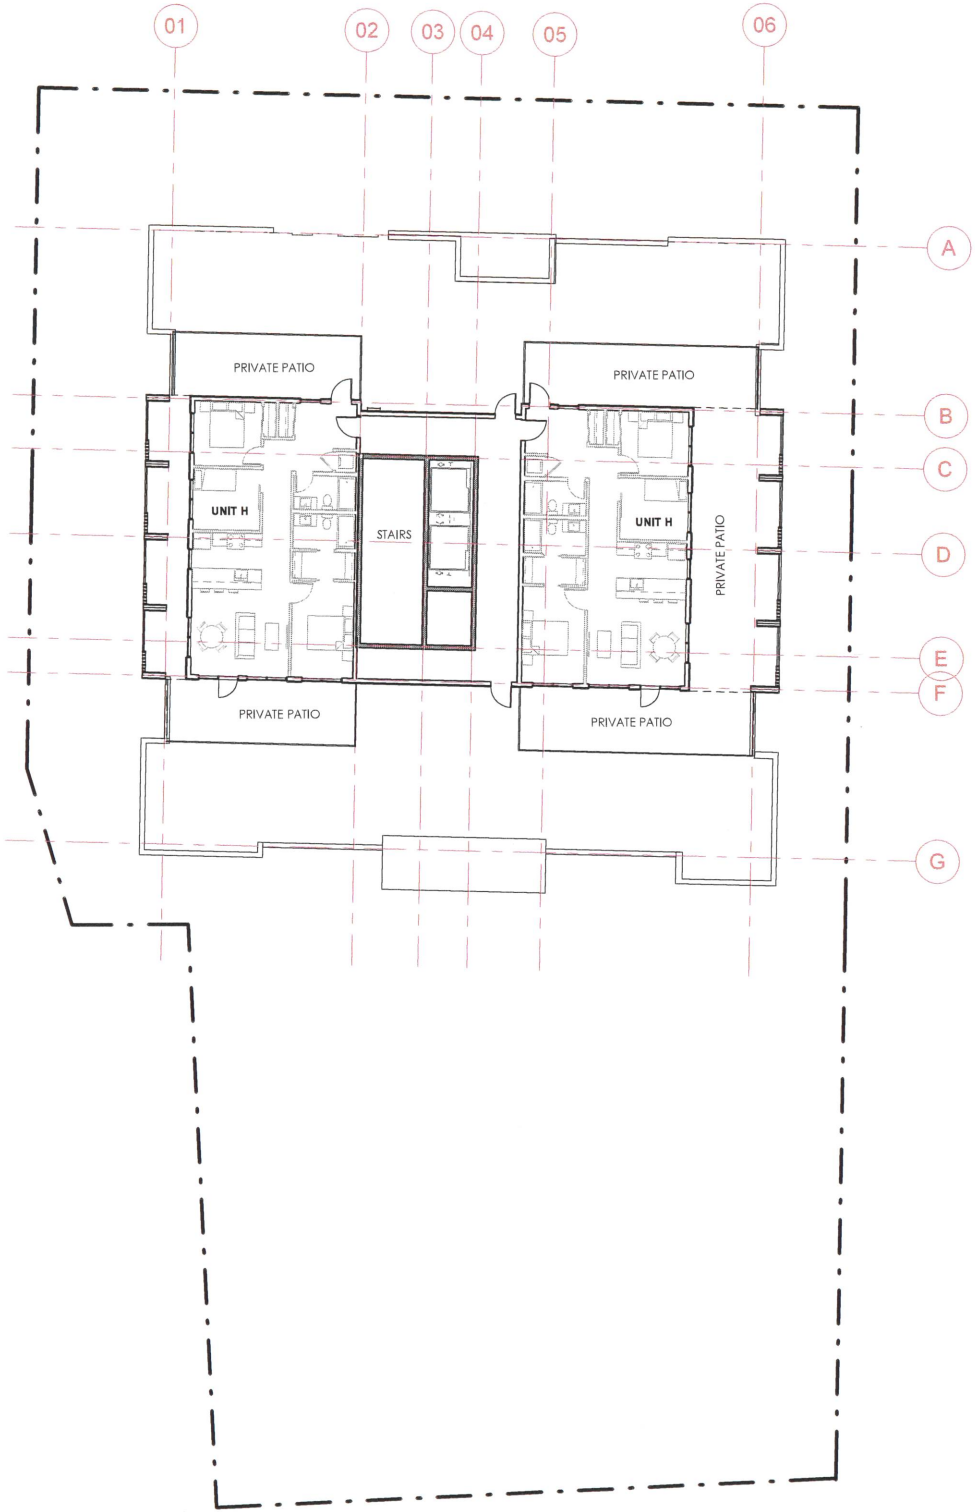 01
02
03
04
05
06
A
PRIVATE PATIO
PRIVATE PATIO
B
C
UNIT H
STAIRS
UNIT H
PRIVATE PATIO
D
E
F
PRIVATE PATIO
PRIVATE PATIO
G